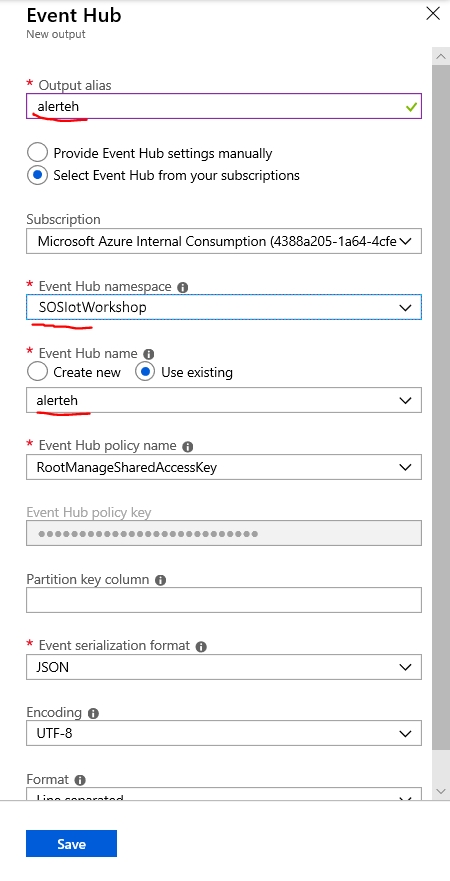 Event Hub
New output
* Output alias
alerteh
Provide Event Hub settings manually
Select Event Hub from your subscriptions
Subscription
Microsoft Azure Internal Consumption (4388a205-1a64-4cfe
* Event Hub namespace
SOSIotWorkshop
* Event Hub name
Create new Use existing
alerteh
* Event Hub policy name
RootManageSharedAccessKey
Event Hub policy key
Partition key column
* Event serialization format
JSON
Encoding
UTF-8
Format
Line separated
Save